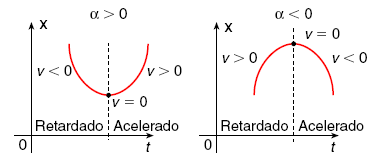 α > 0
x
v < 0
v > 0
v = 0
Retardado
Acelerado
0
t
α < 0
x
v = 0
v > 0
v < 0
Retardado
Acelerado
0
t